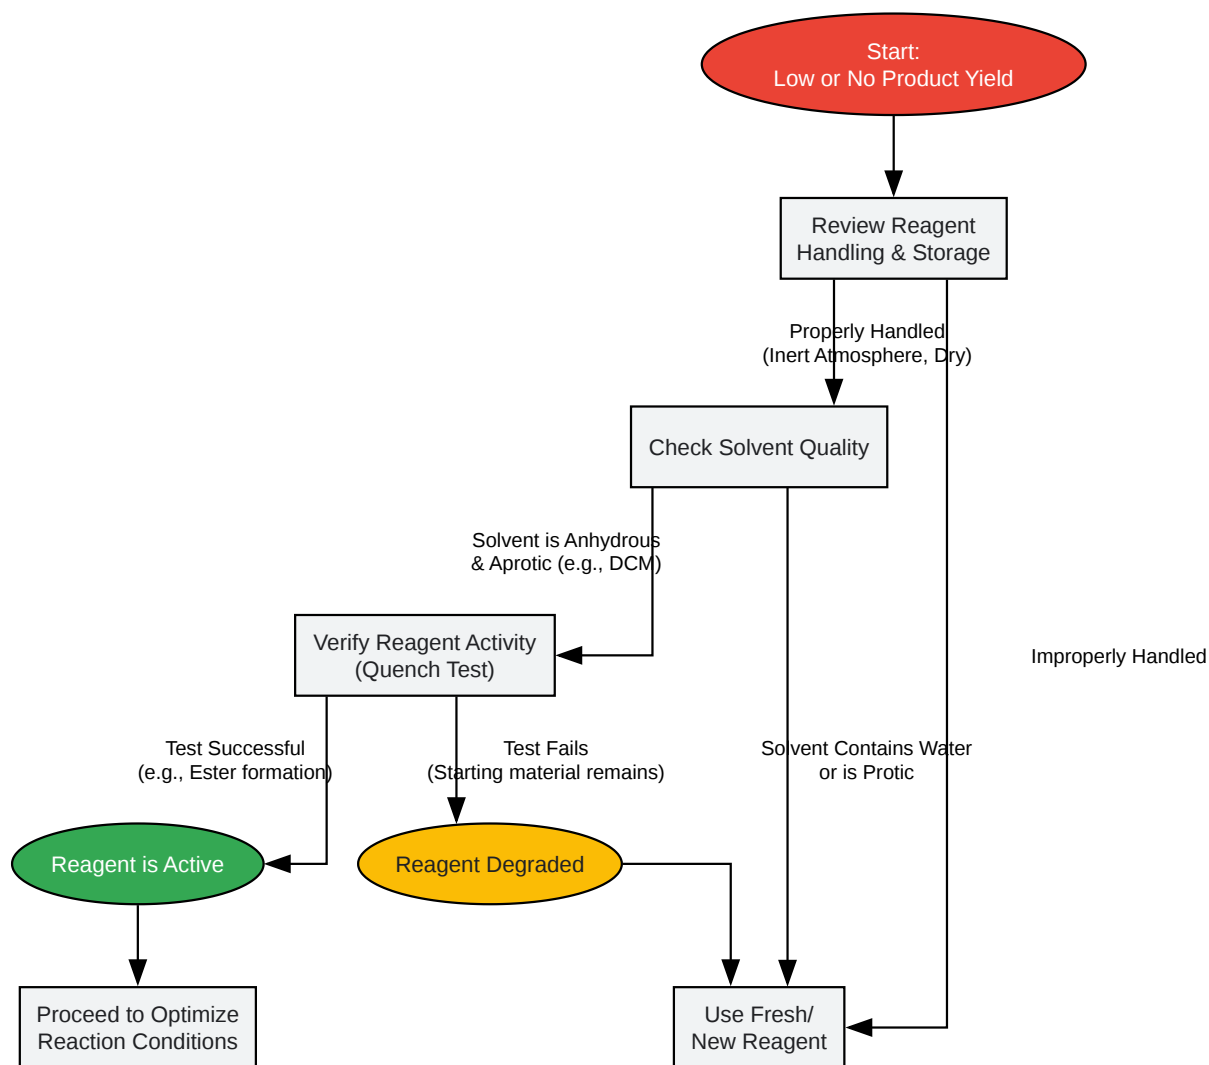 Start:
Low or No Product Yield
Review Reagent
Handling & Storage
Properly Handled
(Inert Atmosphere, Dry)
Check Solvent Quality
Solvent is Anhydrous
& Aprotic (e.g., DCM)
Verify Reagent Activity
(Quench Test)
Improperly Handled
Test Successful
(e.g., Ester formation)
Test Fails
(Starting material remains)
Solvent Contains Water
or is Protic
Reagent is Active
Reagent Degraded
Proceed to Optimize
Reaction Conditions
Use Fresh/
New Reagent